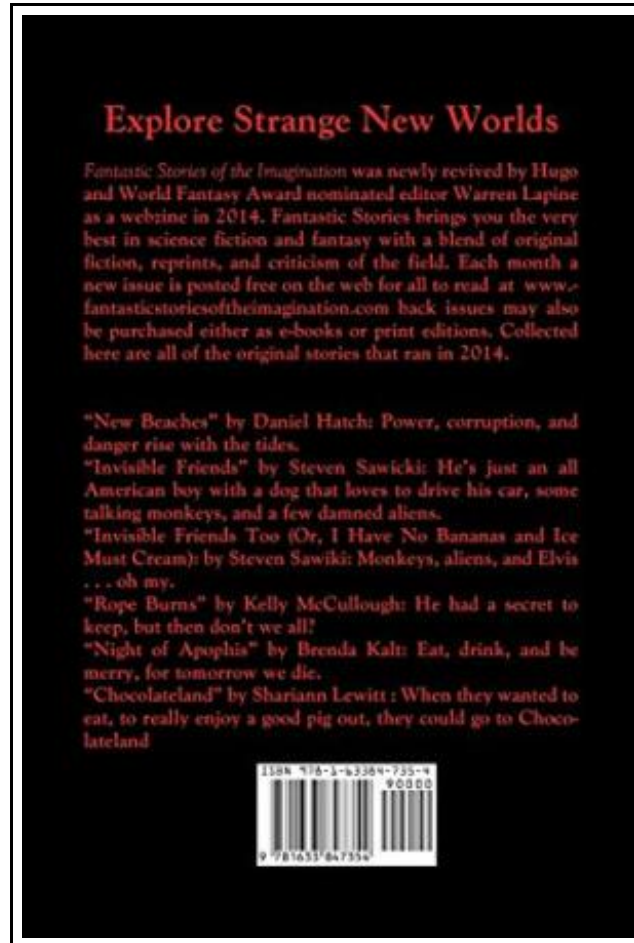 Explore Strange New Worlds
Fantastic Stories of the Imagination was newly revived by Hugo
and World Fantasy Award nominated editor Warren Lapine
as a webzine in 2014. Fantastic Stories brings you the very
best in science fiction and fantasy with a blend of original
fiction, reprints, and criticism of the field. Each month a
new issue is posted free on the web for all to read at www.-
fantasticstoriesoftheimagination.com back issues may also
be purchased either as e-books or print editions. Collected
here are all of the original stories that ran in 2014.
“New Beaches” by Daniel Hatch: Power, corruption, and
danger rise with the tides.
“Invisible Friends” by Steven Sawicki: He's just an all
American boy with a dog that loves to drive his car, some
talking monkeys, and a few damned aliens.
“Invisible Friends Too (Or, I Have No Bananas and Ice
Must Cream): by Steven Sawiki: Monkeys, aliens, and Elvis
. . . oh my.
“Rope Burns” by Kelly McCullough: He had a secret to
keep, but then don't we all?
“Night of Apophis” by Brenda Kalt: Eat, drink, and be
merry, for tomorrow we die.
“Chocolateland” by Shariann Lewitt : When they wanted to
eat, to really enjoy a good pig out, they could go to Choco-
lateland
ISBN 978-1-63384-735-4
90000
9 781633 847354